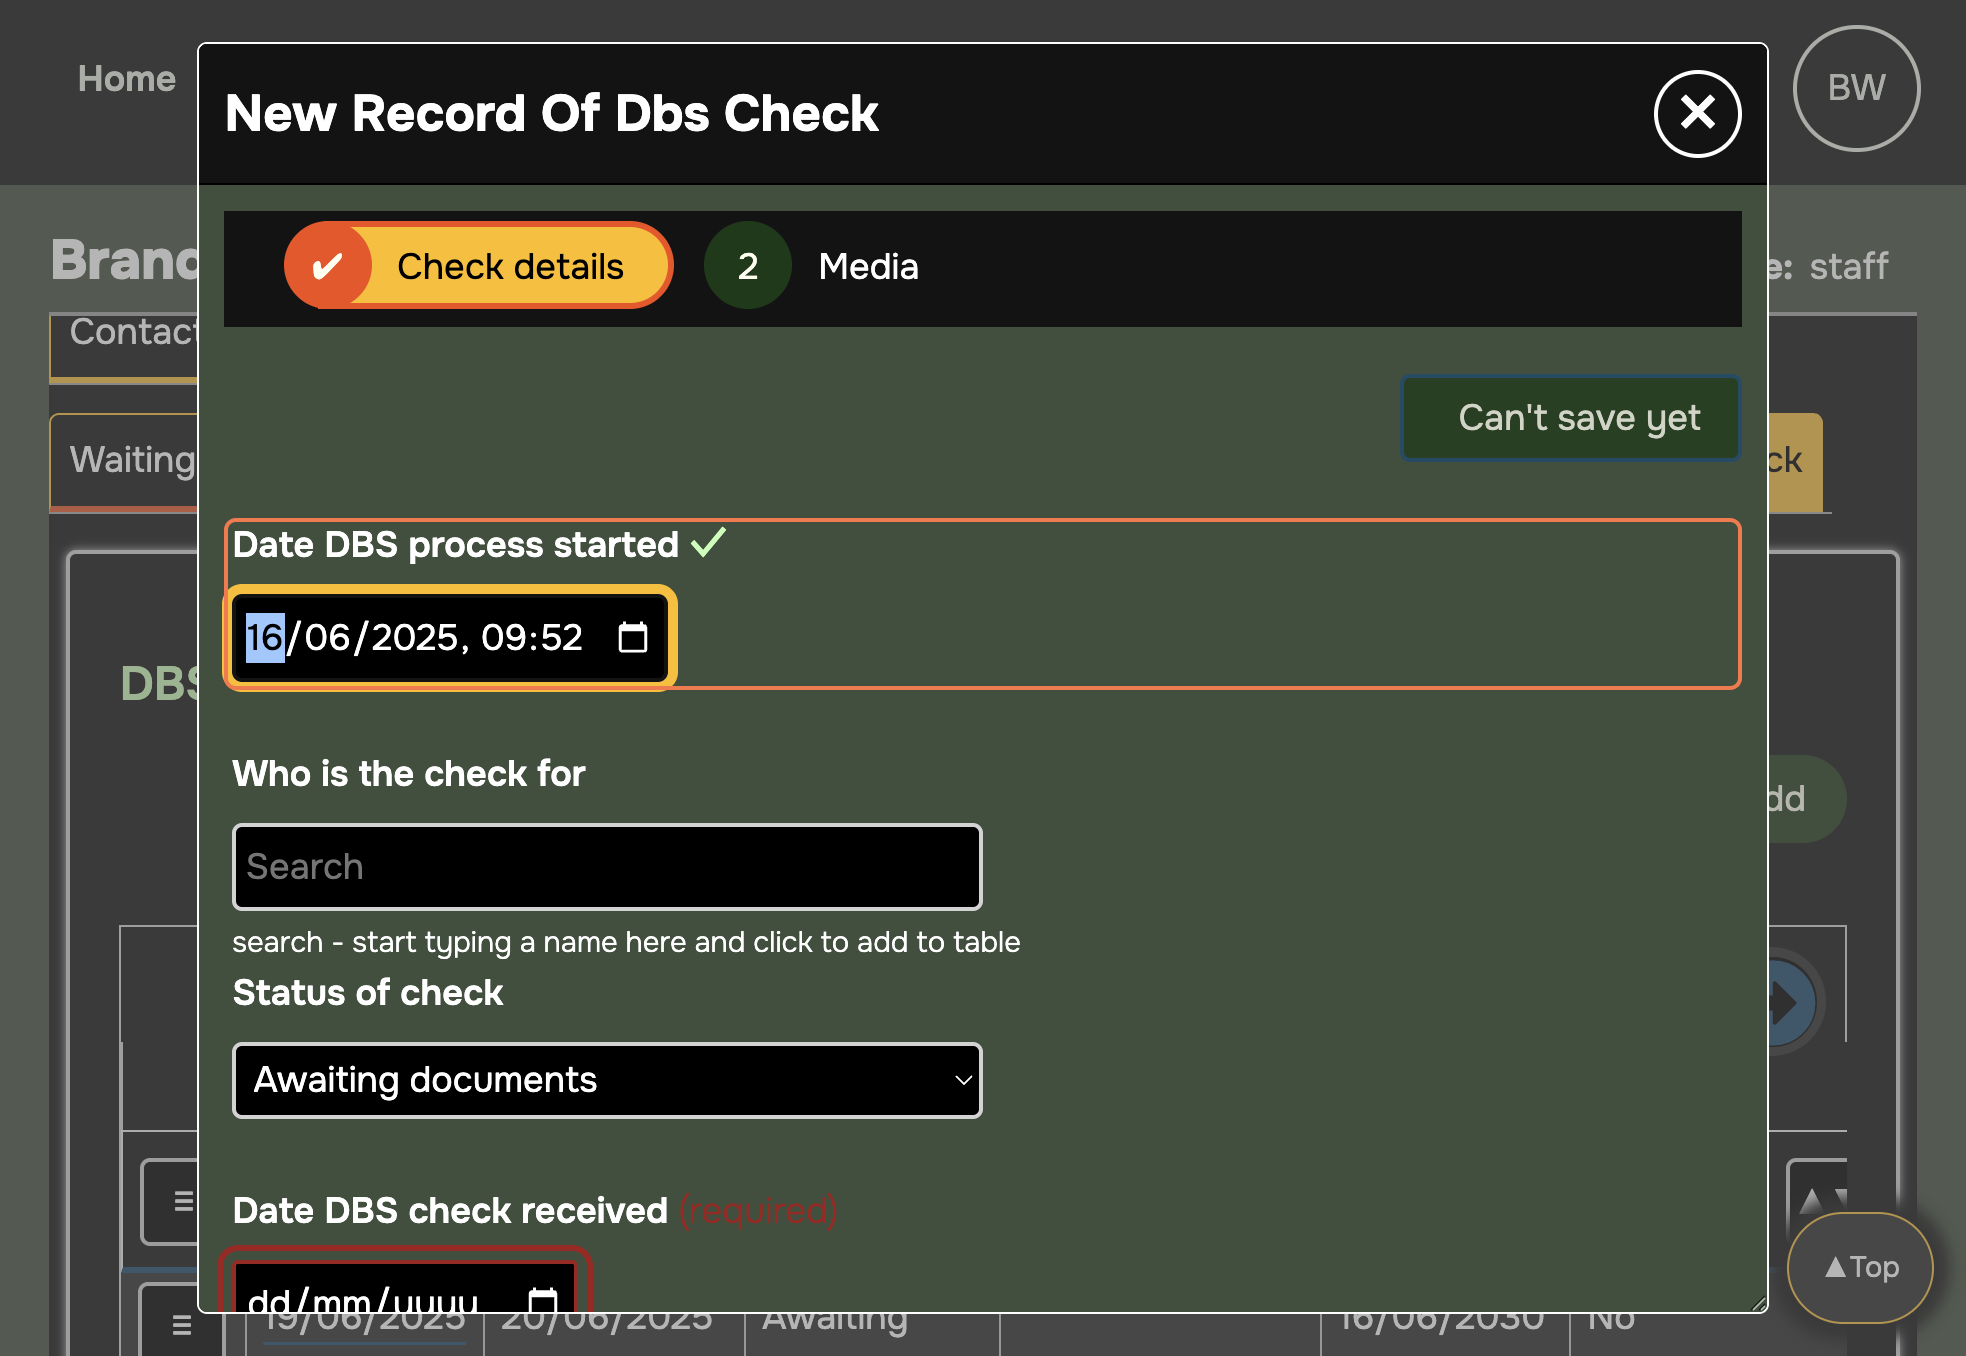 Home
New Record Of Dbs Check
BW
✔ Check details
2 Media
staff
Contact
Can't save yet
Waiting
Date DBS process started ✓
16/06/2025, 09:52
DBS
Who is the check for
Search
search - start typing a name here and click to add to table
Status of check
Awaiting documents
Date DBS check received (required)
▲Top
dd/mm/yyyy
19/06/2025 20/06/2025 Awaiting 16/06/2030 No